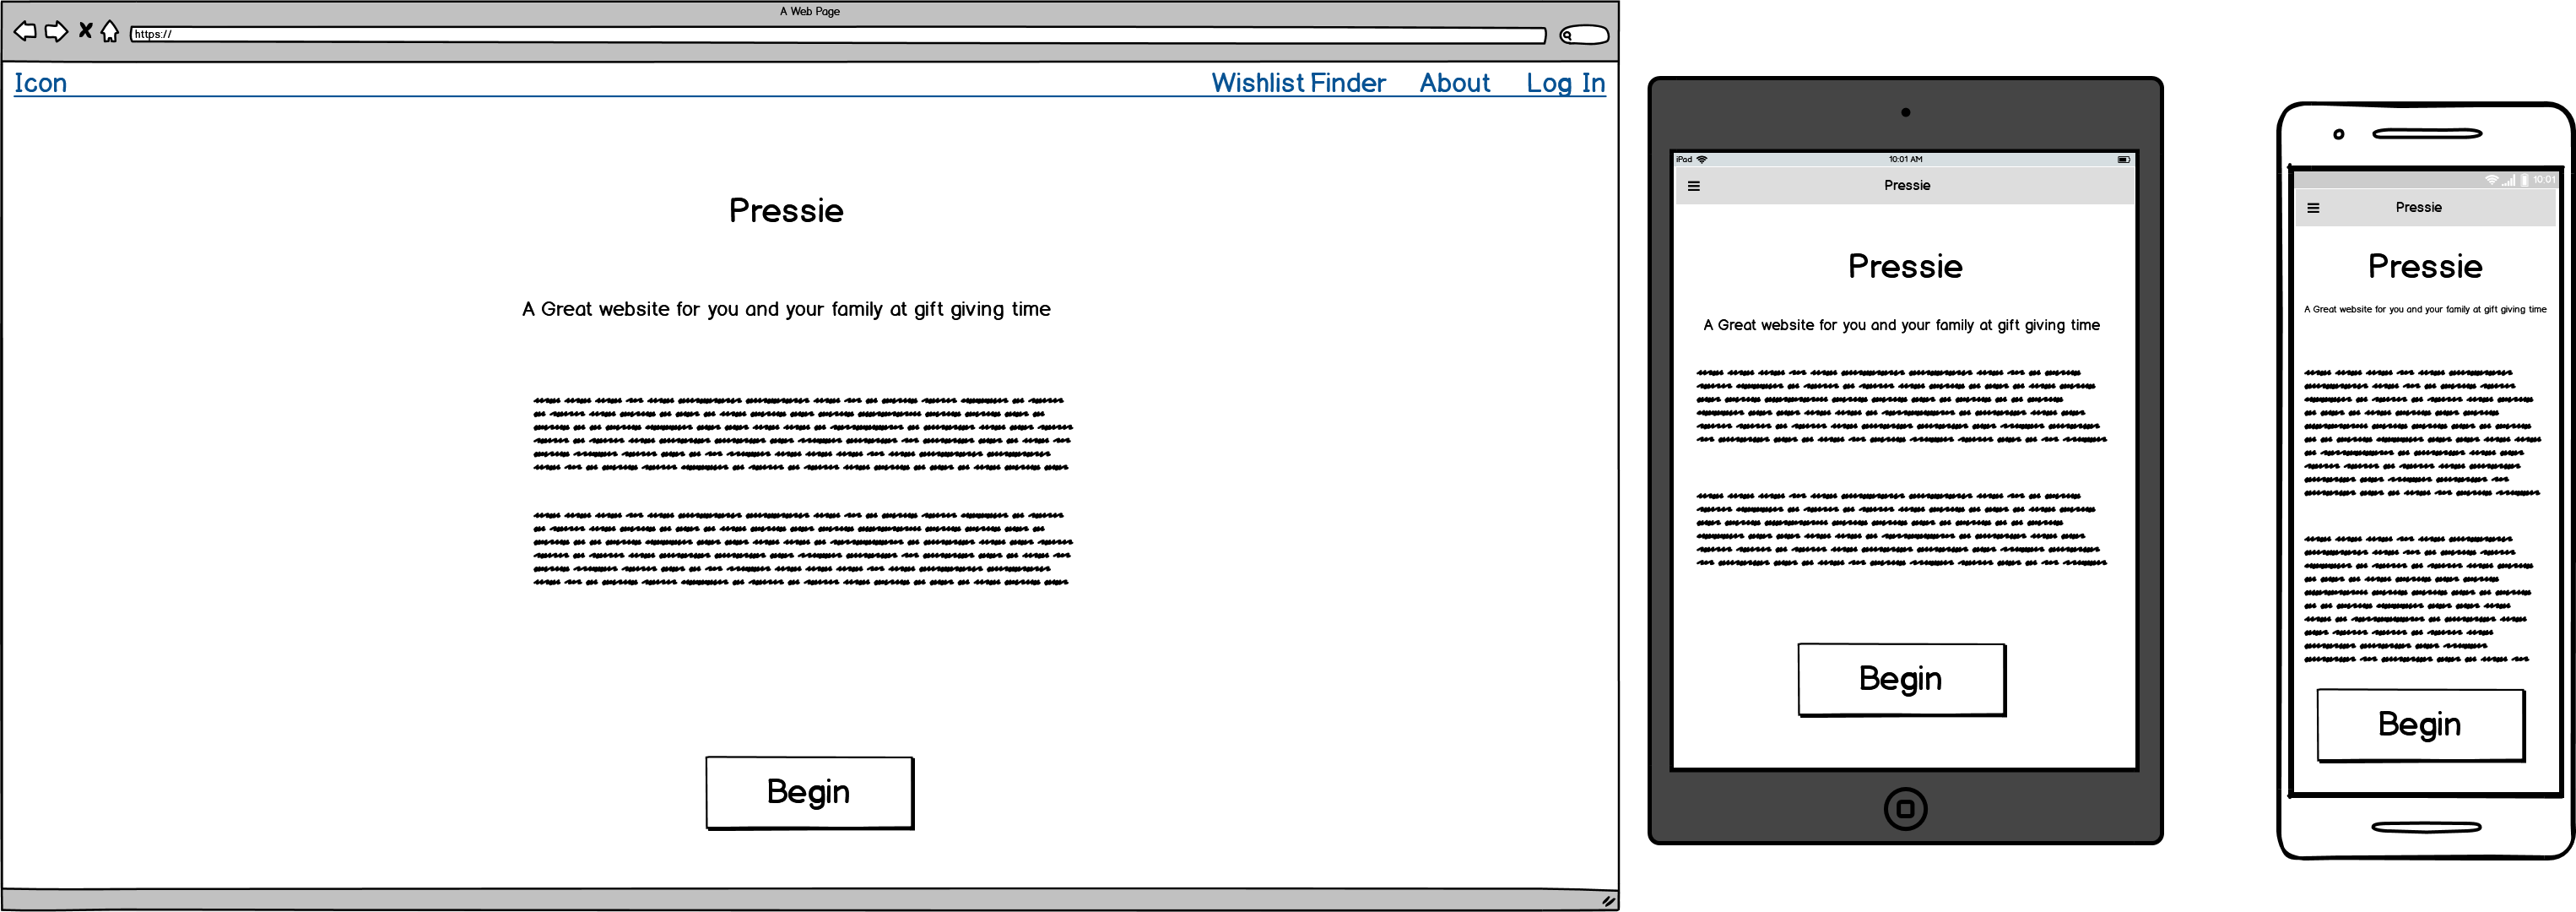 A Web Page
https://
Icon Wishlist Finder About Log In
Pressie
A Great website for you and your family at gift giving time
Begin
iPad 10:01 AM
Pressie
Pressie
A Great website for you and your family at gift giving time
Begin
10:01
Pressie
Pressie
A Great website for you and your family at gift giving time
Begin